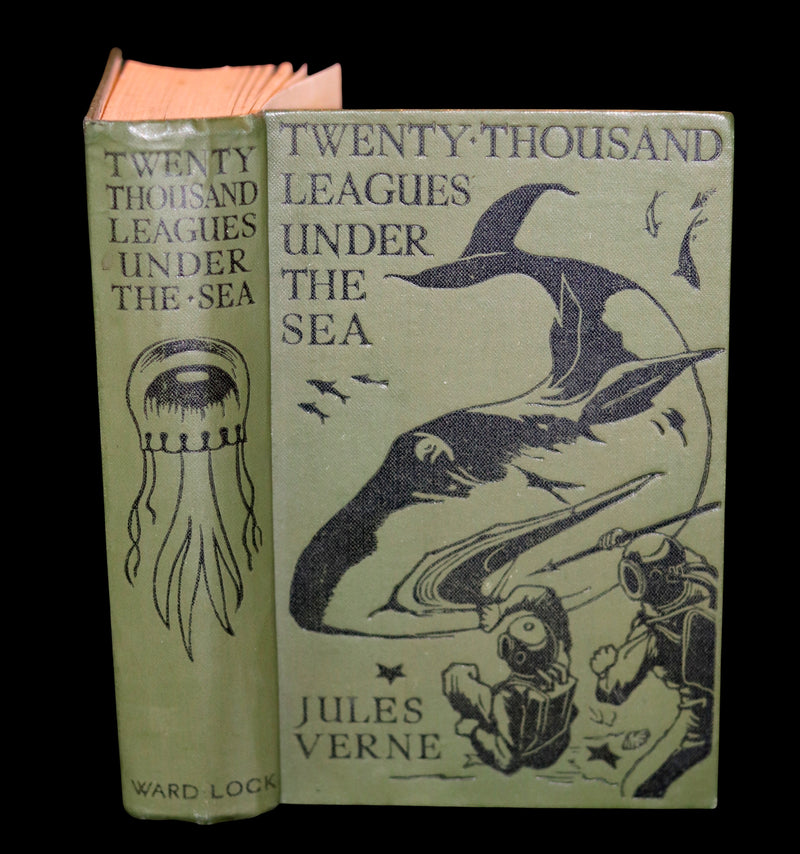 TWENTY
THOUSAND
LEAGUES
UNDER
THE·SEA
WARD·LOCK
TWENTY·THOUSAND
LEAGUES
UNDER
THE
SEA
JULES
VERNE